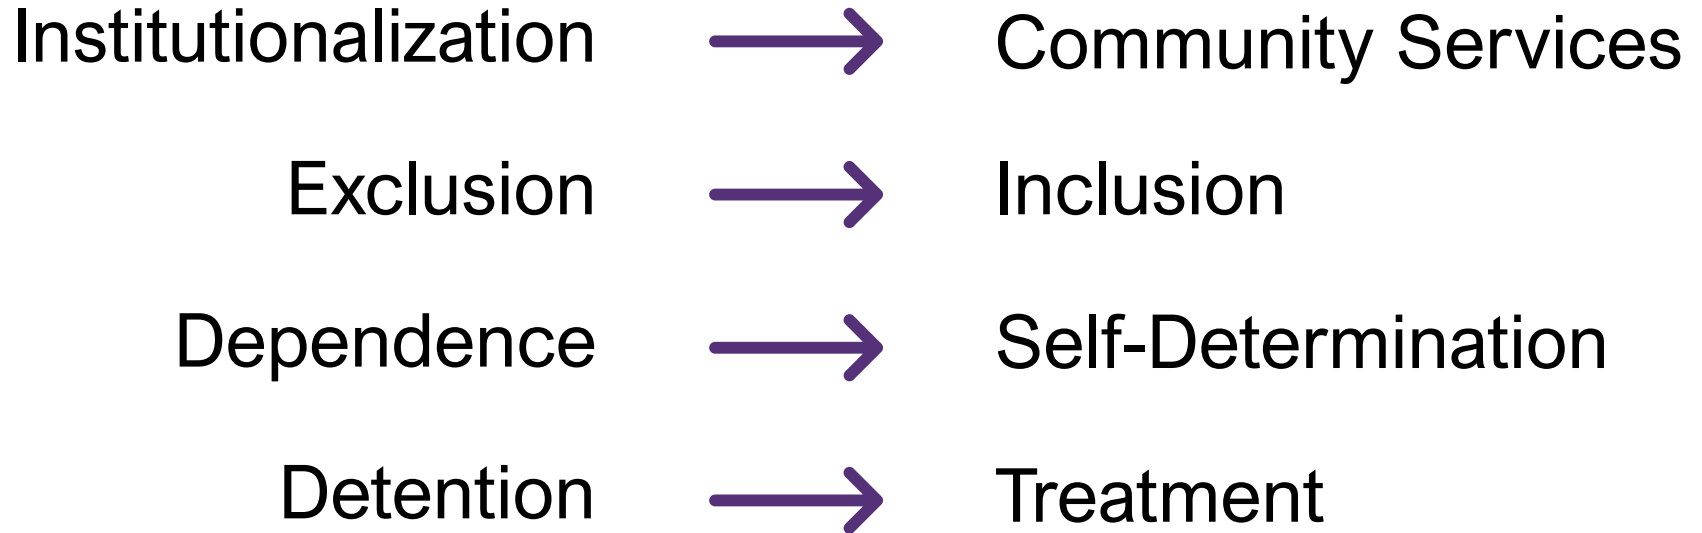 Institutionalization → Community Services
Exclusion → Inclusion
Dependence → Self-Determination
Detention → Treatment